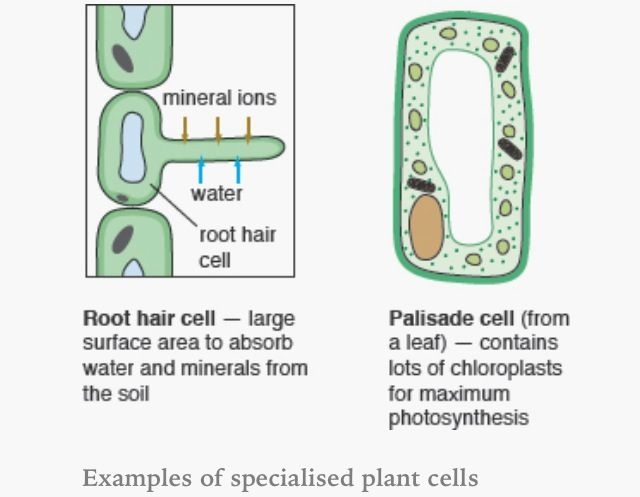 mineral ions
water
root hair
cell
Root hair cell — large
surface area to absorb
water and minerals from
the soil
Palisade cell (from
a leaf) — contains
lots of chloroplasts
for maximum
photosynthesis
Examples of specialised plant cells